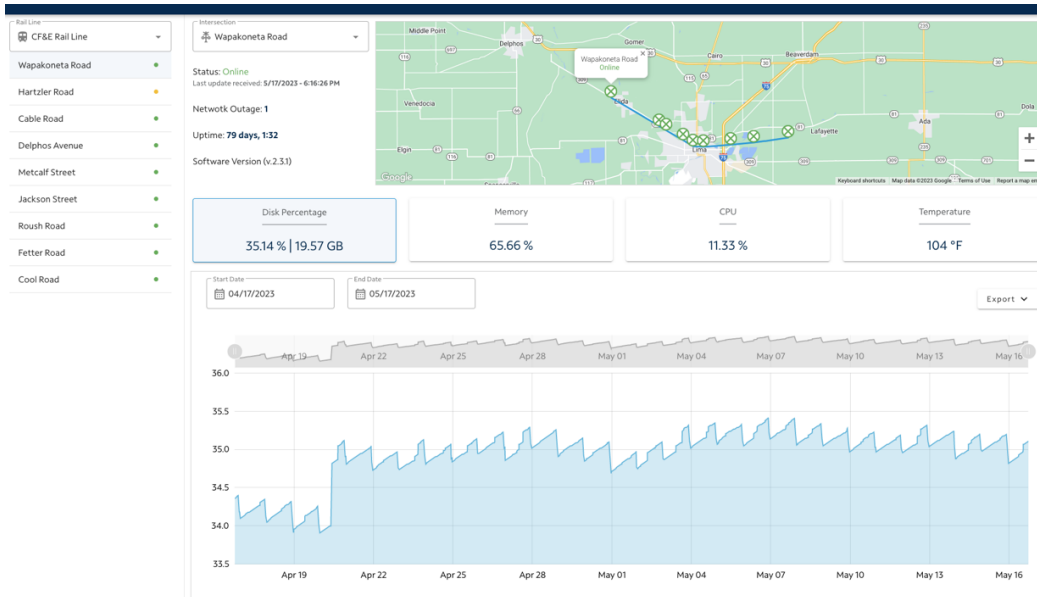 Rail Line
CF&E Rail Line
Wapakoneta Road
Hartzler Road
Cable Road
Delphos Avenue
Metcalf Street
Jackson Street
Roush Road
Fetter Road
Cool Road
Intersection
Wapakoneta Road
Status: Online
Last update received: 5/17/2023 - 6:16:26 PM
Netwotk Outage: 1
Uptime: 79 days, 1:32
Software Version (v.2.3.1)
Middle Point
Delphos
Gomer
Cairo
Beaverdam
Wapakoneta Road
Online
Venedocia
Elida
Dola
Ada
Lafayette
Elgin
Lima
Google
Keyboard shortcuts Map data ©2023 Google Terms of Use Report a map er
Disk Percentage
35.14 % | 19.57 GB
Memory
65.66 %
CPU
11.33 %
Temperature
104 °F
Start Date
04/17/2023
End Date
05/17/2023
Export
Apr 19 Apr 22 Apr 25 Apr 28 May 01 May 04 May 07 May 10 May 13 May 16
36.0
35.5
35.0
34.5
34.0
33.5
Apr 19 Apr 22 Apr 25 Apr 28 May 01 May 04 May 07 May 10 May 13 May 16